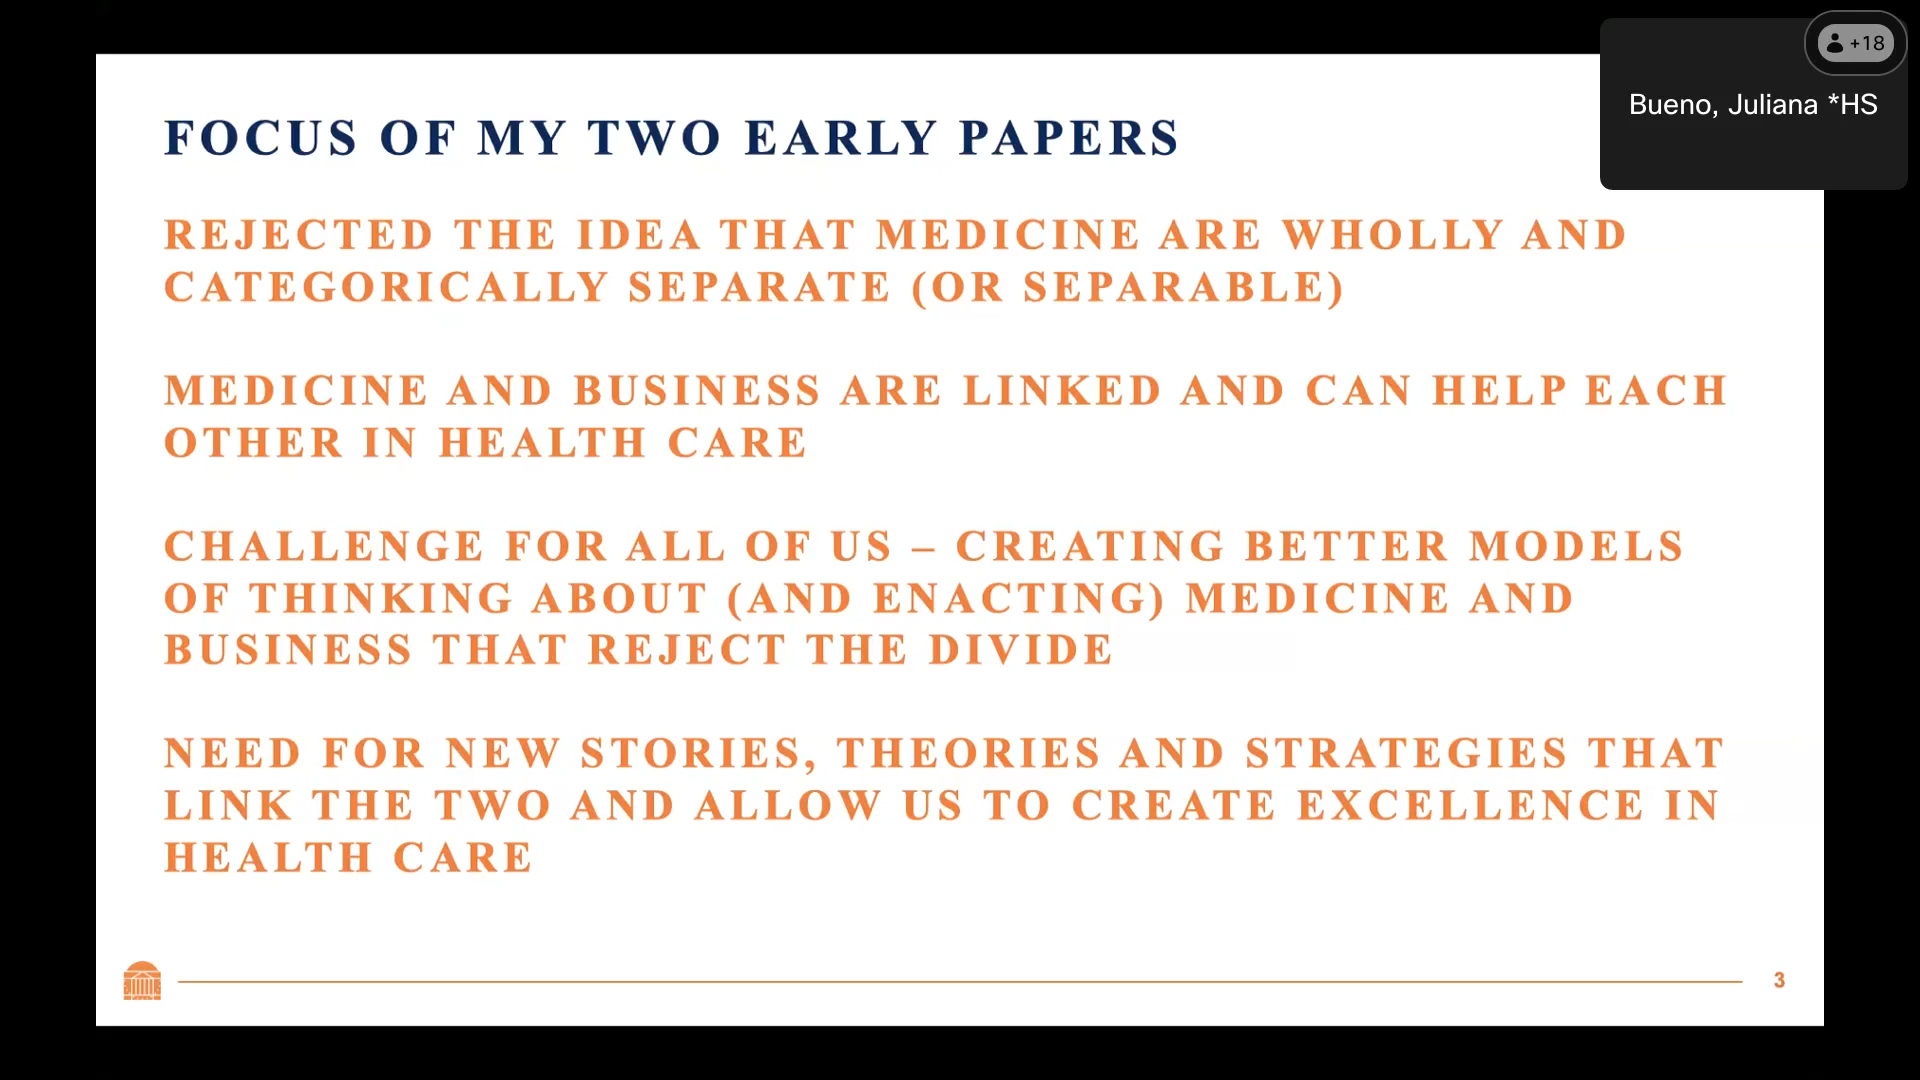 +18
Bueno, Juliana *HS
FOCUS OF MY TWO EARLY PAPERS
REJECTED THE IDEA THAT MEDICINE ARE WHOLLY AND
CATEGORICALLY SEPARATE (OR SEPARABLE)
MEDICINE AND BUSINESS ARE LINKED AND CAN HELP EACH
OTHER IN HEALTH CARE
CHALLENGE FOR ALL OF US – CREATING BETTER MODELS
OF THINKING ABOUT (AND ENACTING) MEDICINE AND
BUSINESS THAT REJECT THE DIVIDE
NEED FOR NEW STORIES, THEORIES AND STRATEGIES THAT
LINK THE TWO AND ALLOW US TO CREATE EXCELLENCE IN
HEALTH CARE
3